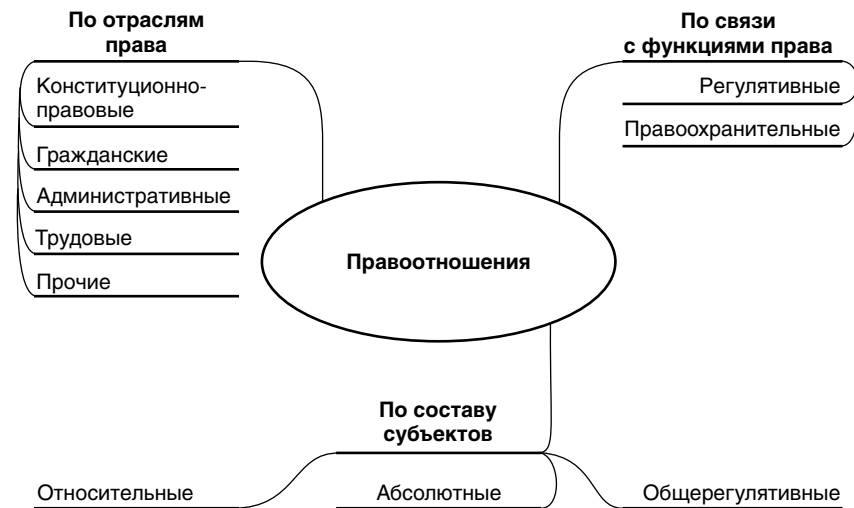 По отраслям
права
Конституционно-
правовые
Гражданские
Административные
Трудовые
Прочие
По связи
с функциями права
Регулятивные
Правоохранительные
Правоотношения
По составу
субъектов
Относительные
Абсолютные
Общерегулятивные